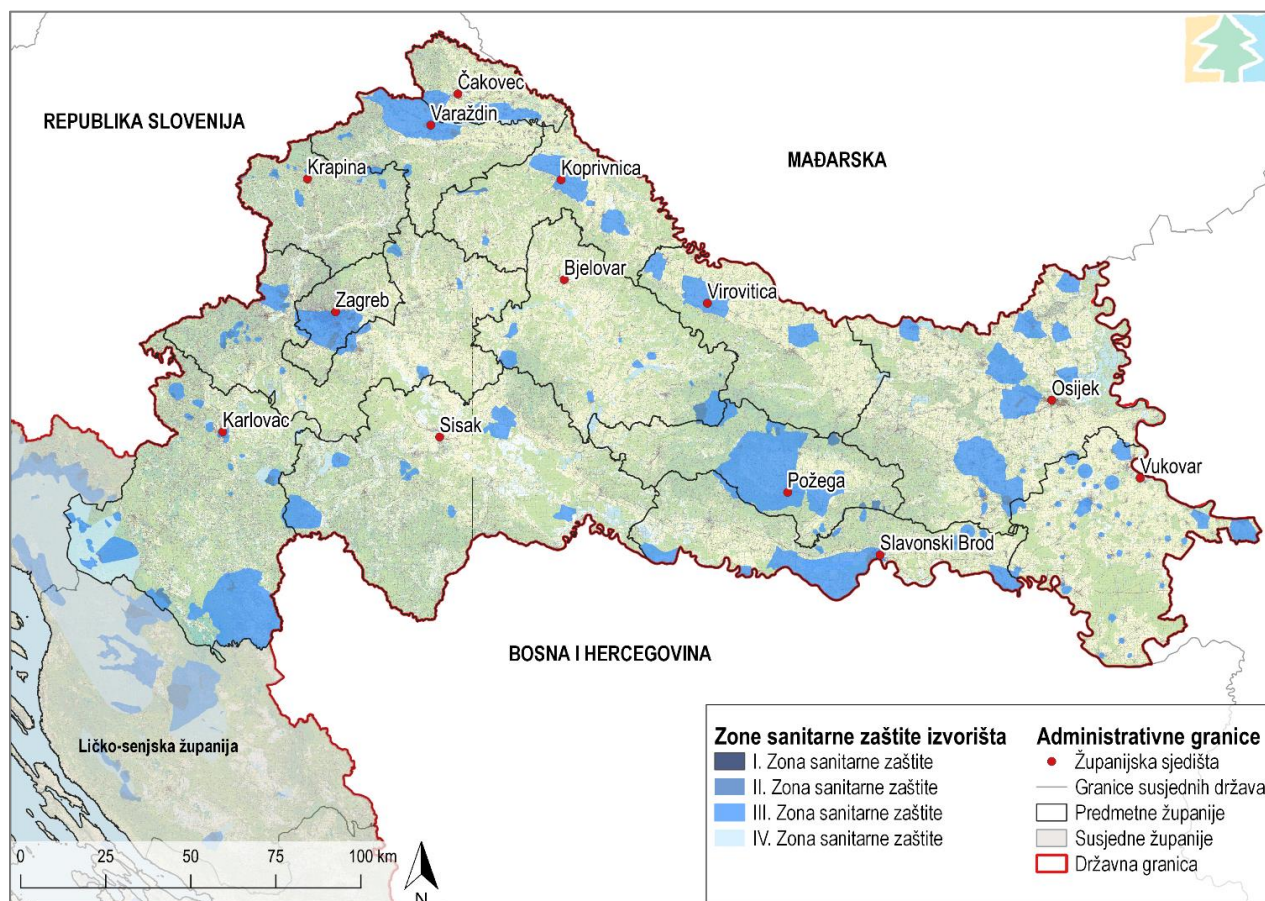 REPUBLIKA SLOVENIJA
MAĐARSKA
BOSNA I HERCEGOVINA
Čakovec
Varaždin
Krapina
Koprivnica
Bjelovar
Virovitica
Zagreb
Osijek
Karlovac
Sisak
Vukovar
Požega
Slavonski Brod
Ličko-senjska županija
0 25 50 100 km
N
Zone sanitarne zaštite izvorišta
I. Zona sanitarne zaštite
II. Zona sanitarne zaštite
III. Zona sanitarne zaštite
IV. Zona sanitarne zaštite
Administrativne granice
Županijska sjedišta
Granice susjednih država
Predmetne županije
Susjedne županije
Državna granica